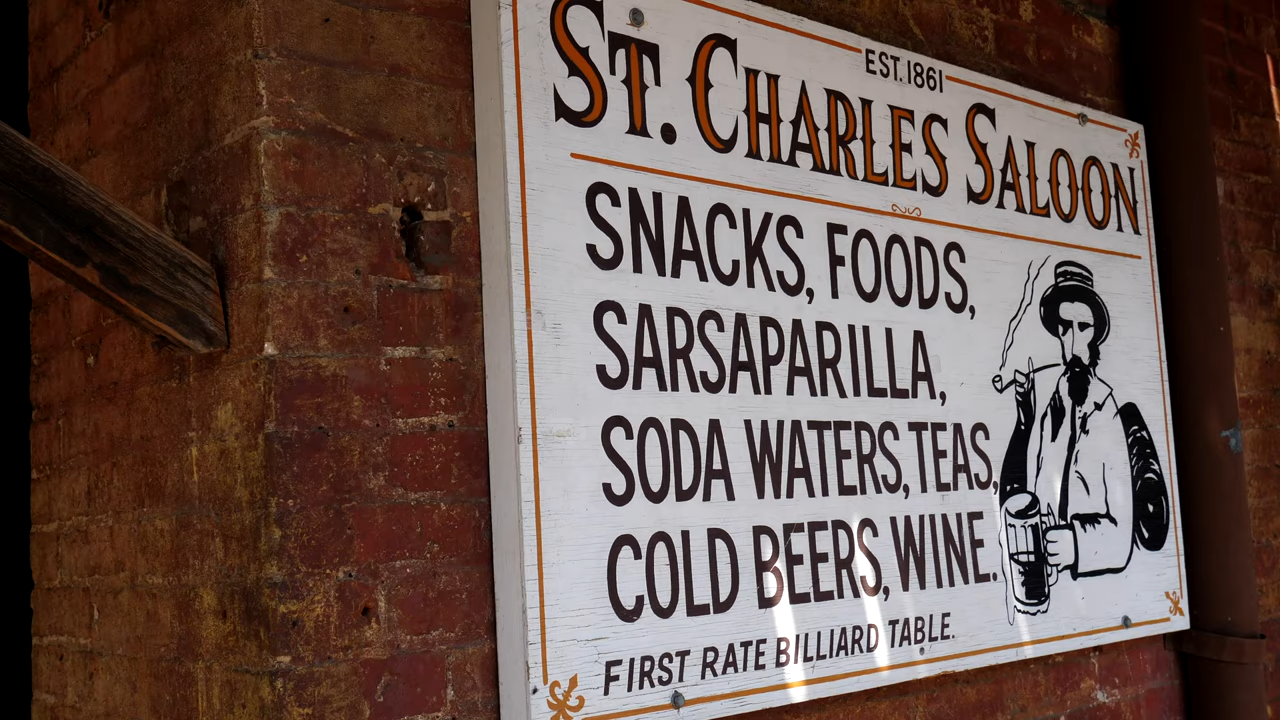 EST. 1861
ST. CHARLES SALOON
SNACKS, FOODS,
SARSAPARILLA,
SODA WATERS, TEAS,
COLD BEERS, WINE.
FIRST RATE BILLIARD TABLE.